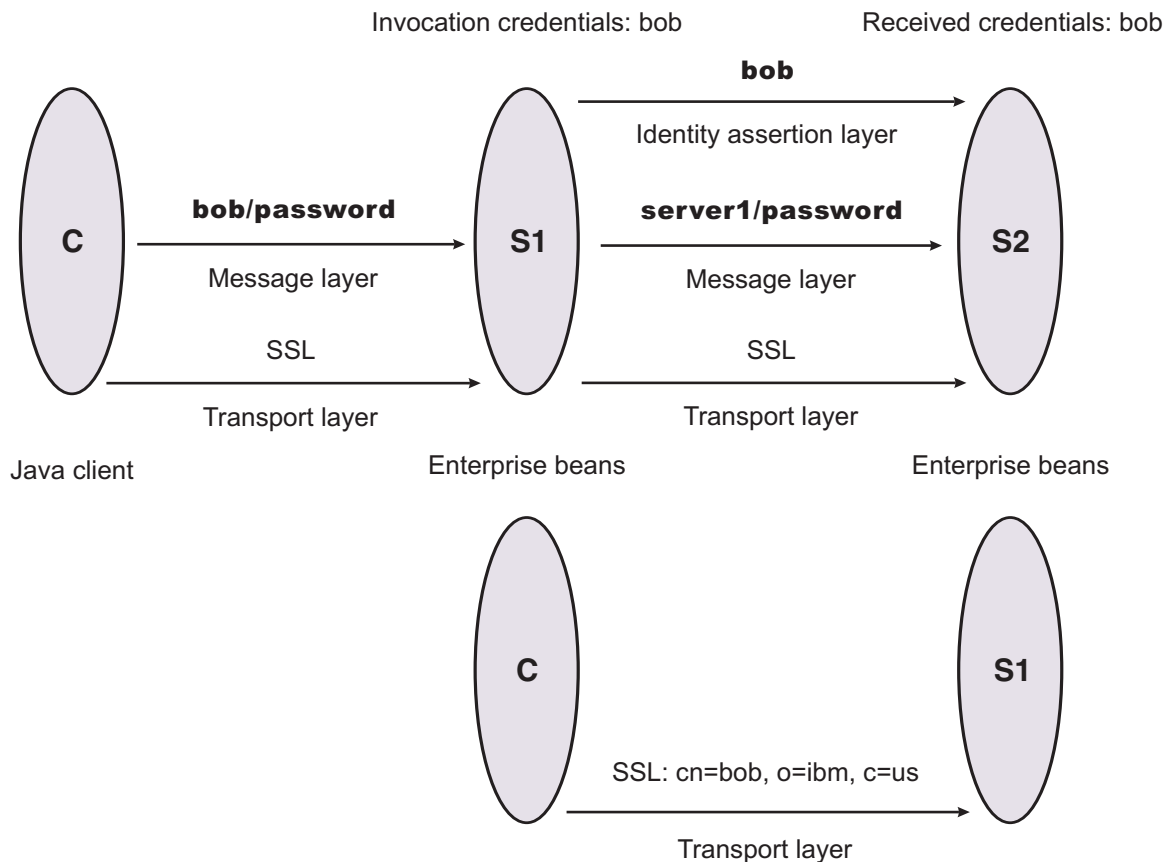 Invocation credentials: bob
Received credentials: bob
bob
Identity assertion layer
bob/password
server1/password
C
S1
S2
Message layer
Message layer
SSL
SSL
Transport layer
Transport layer
Java client
Enterprise beans
Enterprise beans
C
S1
SSL: cn=bob, o=ibm, c=us
Transport layer